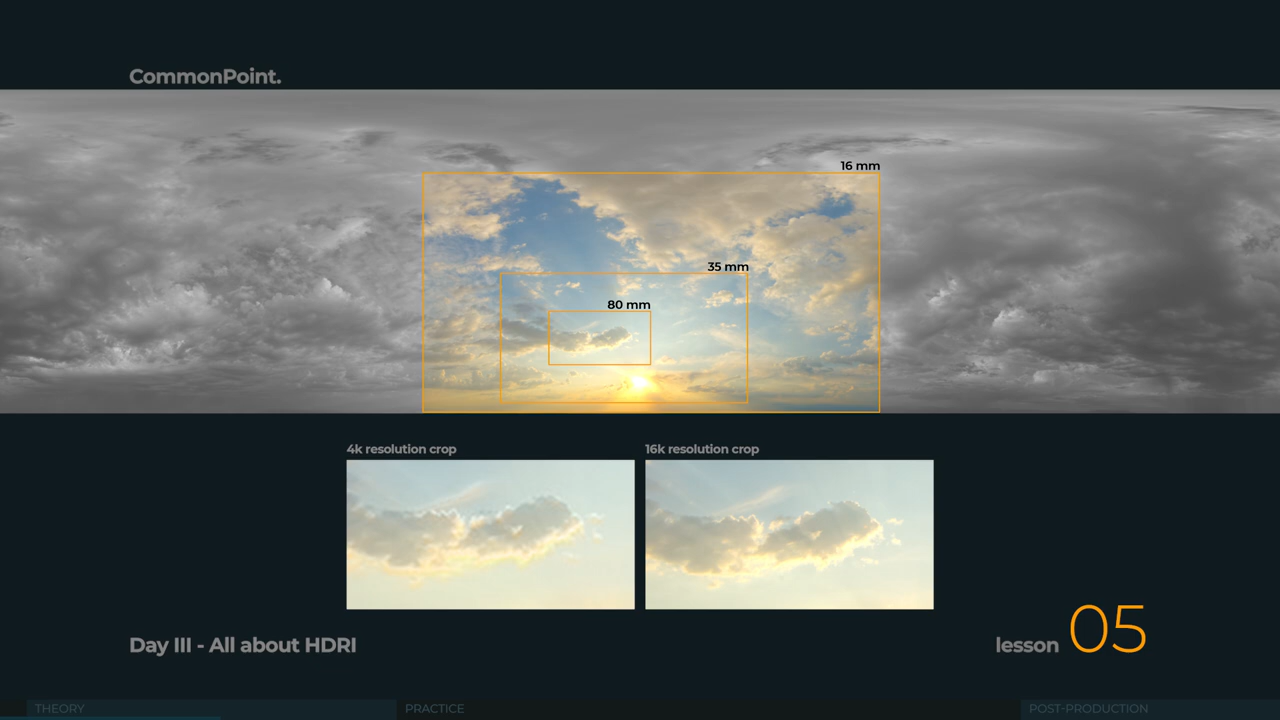 CommonPoint.
16 mm
35 mm
80 mm
4k resolution crop
16k resolution crop
Day III - All about HDRI
lesson 05
THEORY
PRACTICE
POST-PRODUCTION